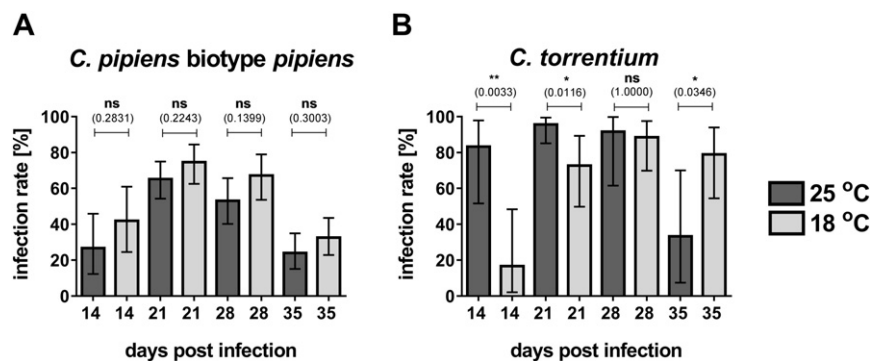 A
C. pipiens biotype pipiens
ns
(0.2831)
ns
(0.2243)
ns
(0.1399)
ns
(0.3003)
infection rate [%]
100
80
60
40
20
0
14 14 21 21 28 28 35 35
days post infection
B
C. torrentium
**
(0.0033)
*
(0.0116)
ns
(1.0000)
*
(0.0346)
infection rate [%]
100
80
60
40
20
0
14 14 21 21 28 28 35 35
days post infection
25 °C
18 °C